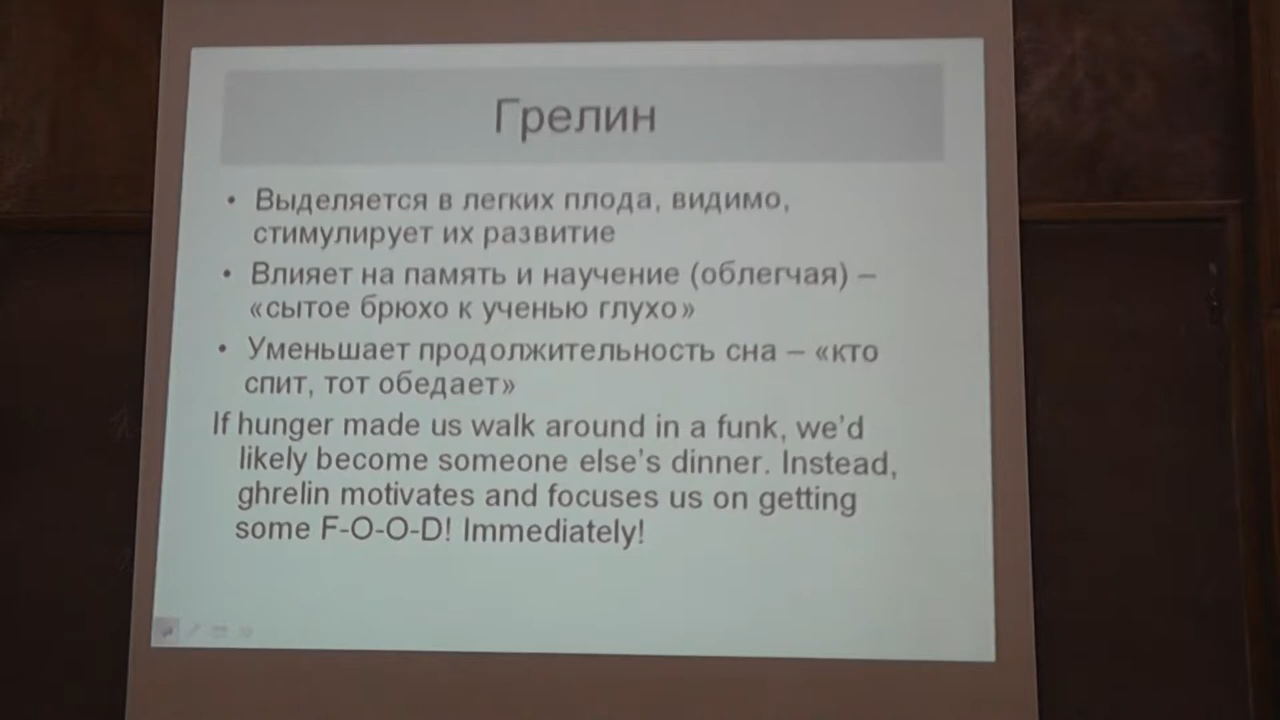 Грелин
• Выделяется в легких плода, видимо,
стимулирует их развитие
• Влияет на память и научение (облегчая) –
«сытое брюхо к ученью глухо»
• Уменьшает продолжительность сна – «кто
спит, тот обедает»
If hunger made us walk around in a funk, we’d
likely become someone else’s dinner. Instead,
ghrelin motivates and focuses us on getting
some F-O-O-D! Immediately!